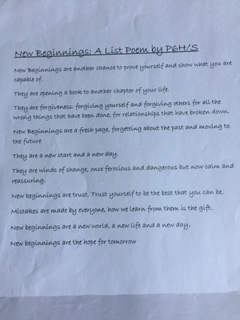 New Beginnings: A List Poem by P&H/S
New Beginnings are another chance to prove yourself and show what you are
capable of.
They are opening a book to another chapter of your life.
They are forgiveness: forgiving yourself and forgiving others for all the
wrong things that have been done; for relationships that have broken down.
New Beginnings are a fresh page, forgetting about the past and moving to
the future
They are a new start and a new day.
They are winds of change, once ferocious and dangerous but now calm and
reassuring.
New beginnings are trust. Trust yourself to be the best that you can be.
Mistakes are made by everyone, how we learn from them is the gift.
New beginnings are a new world, a new life and a new day.
New beginnings are the hope for tomorrow